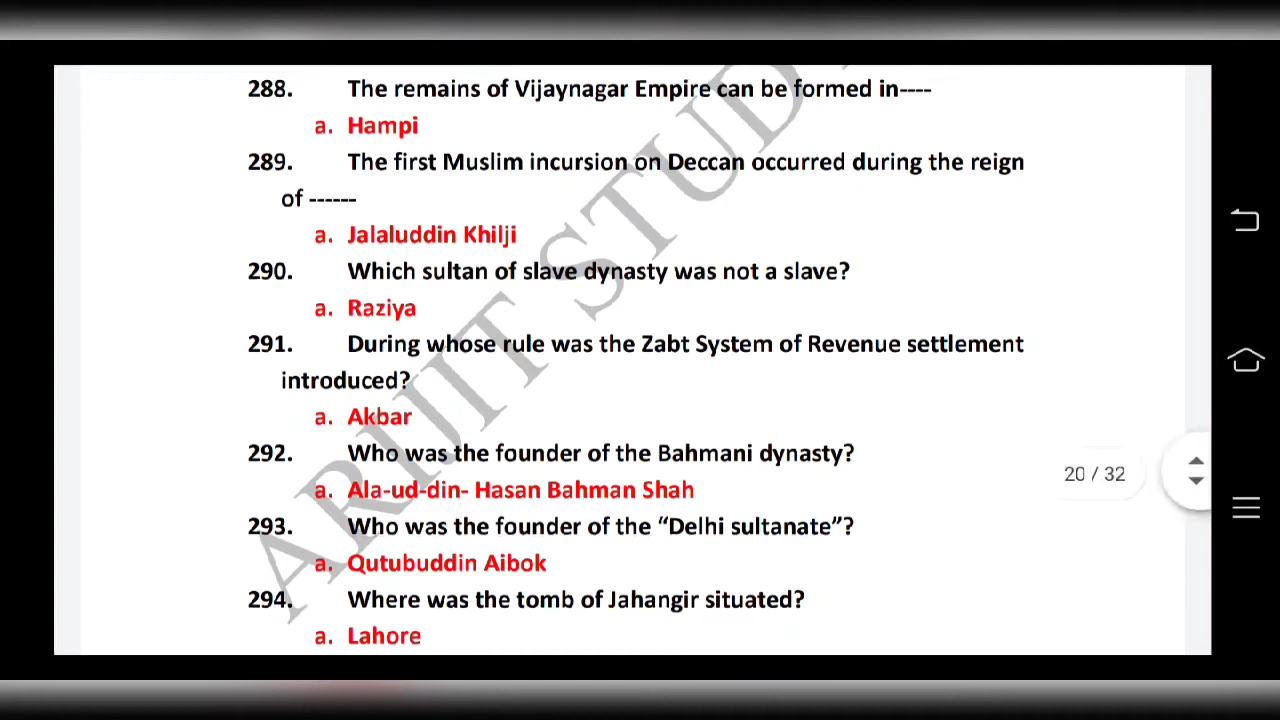 288. The remains of Vijaynagar Empire can be formed in----
a. Hampi
289. The first Muslim incursion on Deccan occurred during the reign
of ------
a. Jalaluddin Khilji
290. Which sultan of slave dynasty was not a slave?
a. Raziya
291. During whose rule was the Zabt System of Revenue settlement
introduced?
a. Akbar
292. Who was the founder of the Bahmani dynasty?
a. Ala-ud-din- Hasan Bahman Shah
293. Who was the founder of the “Delhi sultanate”?
a. Qutubuddin Aibok
294. Where was the tomb of Jahangir situated?
a. Lahore
20 / 32
ARIJIT STUD